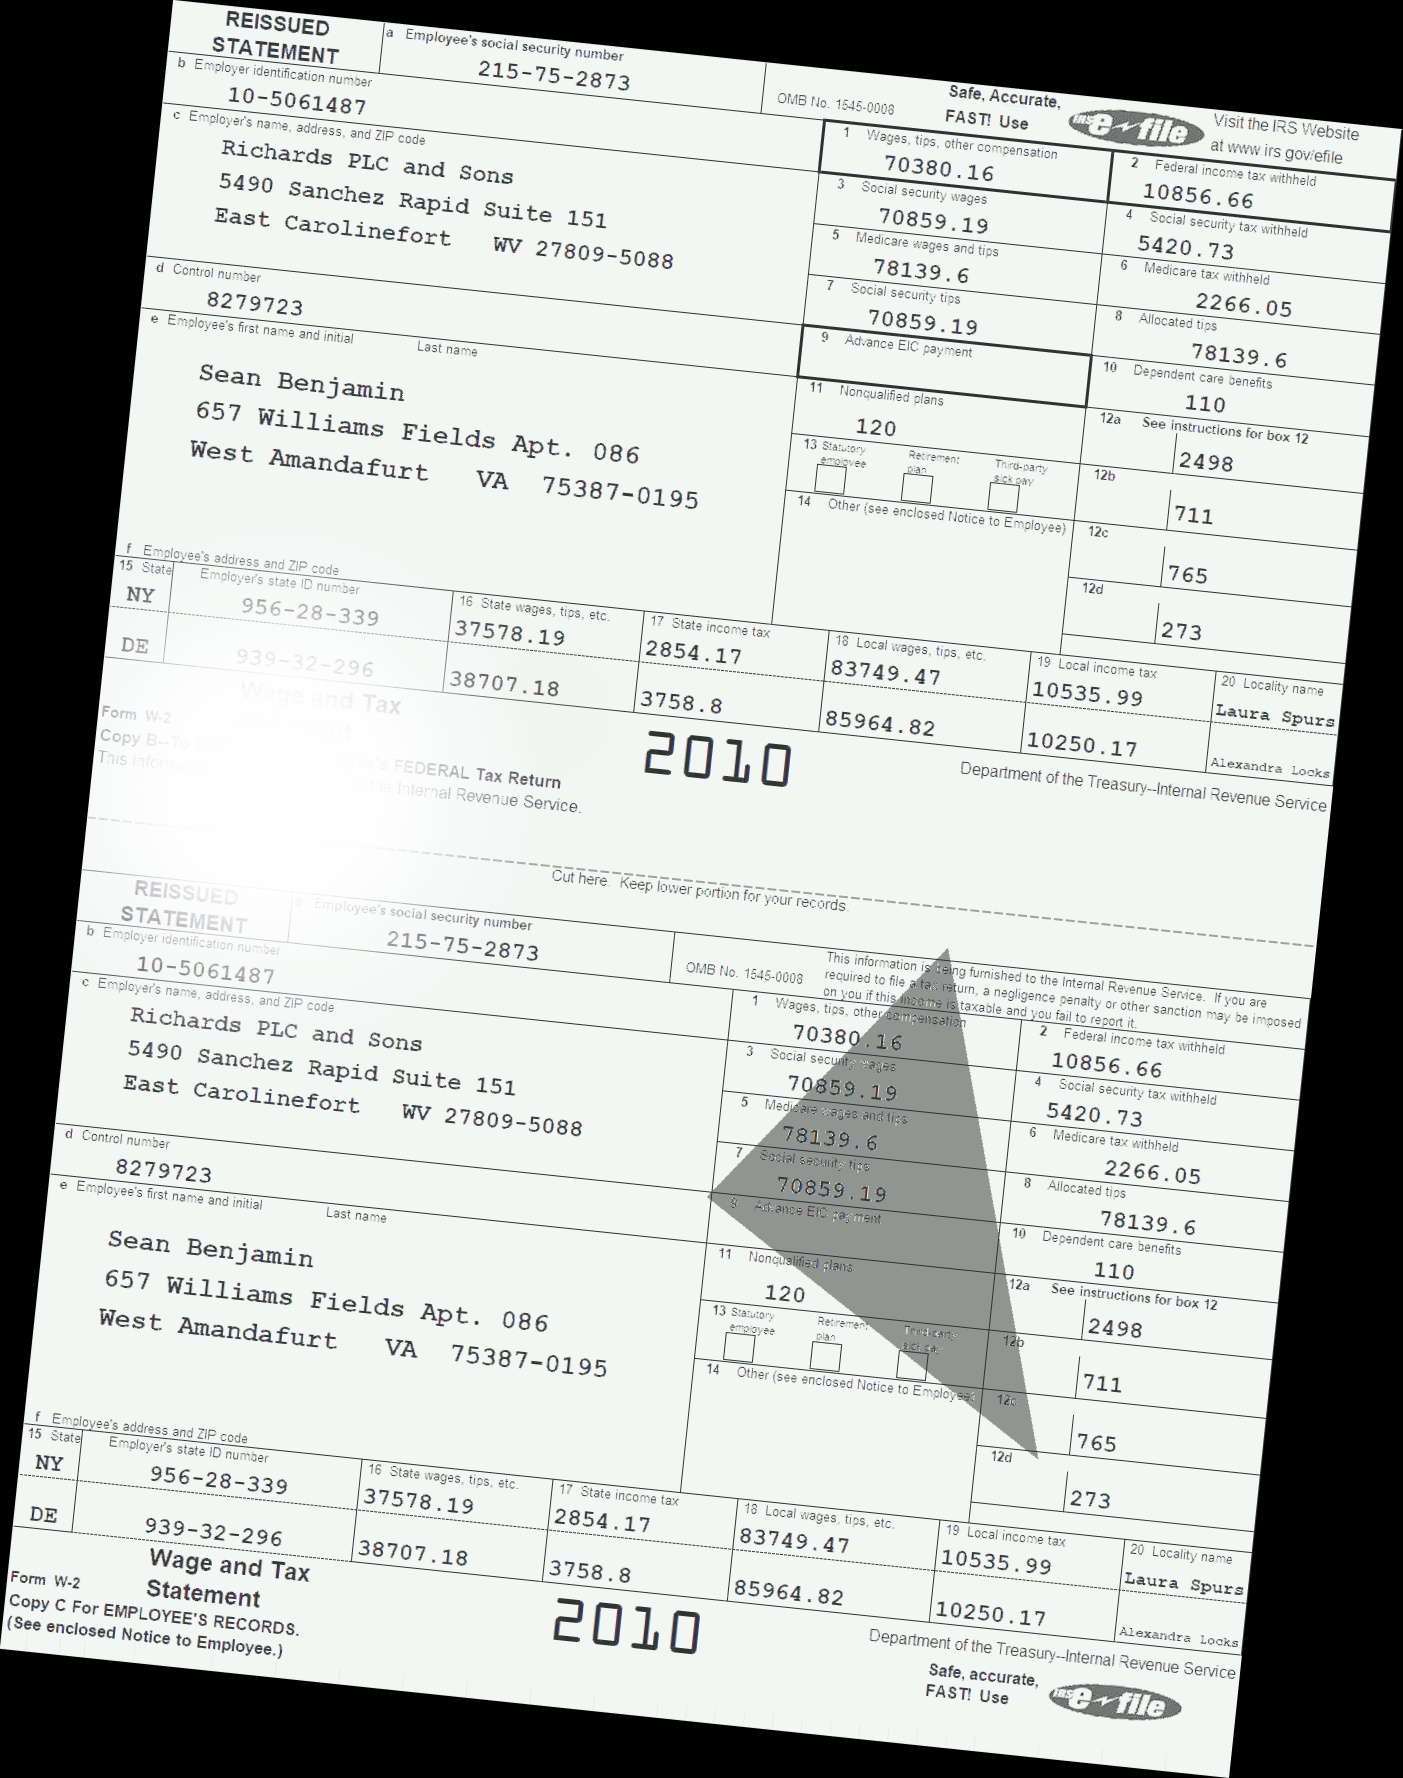 REISSUED
STATEMENT
a Employee's social security number
215-75-2873
OMB No. 1545-0008
Safe, Accurate,
FAST! Use
IRS e-file
Visit the IRS Website
at www.irs.gov/efile
b Employer identification number
10-5061487
c Employer's name, address, and ZIP code
Richards PLC and Sons
5490 Sanchez Rapid Suite 151
East Carolinefort WV 27809-5088
1 Wages, tips, other compensation
70380.16
2 Federal income tax withheld
10856.66
3 Social security wages
70859.19
4 Social security tax withheld
5420.73
5 Medicare wages and tips
78139.6
6 Medicare tax withheld
2266.05
d Control number
8279723
7 Social security tips
70859.19
8 Allocated tips
78139.6
e Employee's first name and initial Last name
Sean Benjamin
657 Williams Fields Apt. 086
West Amandafurt VA 75387-0195
9 Advance EIC payment
10 Dependent care benefits
110
11 Nonqualified plans
120
12a See instructions for box 12
2498
13 Statutory employee Retirement plan Third-party sick pay
12b
711
14 Other (see enclosed Notice to Employee)
12c
765
12d
273
f Employee's address and ZIP code
15 State Employer's state ID number
16 State wages, tips, etc.
17 State income tax
18 Local wages, tips, etc.
19 Local income tax
20 Locality name
NY 956-28-339 37578.19 2854.17 83749.47 10535.99 Laura Spurs
DE 939-32-296 38707.18 3758.8 85964.82 10250.17 Alexandra Locks
Wage and Tax
Form W-2
2010
Copy B--To FEDERAL Tax Return
This Internal Revenue Service.
Department of the Treasury--Internal Revenue Service
Cut here. Keep lower portion for your records.
REISSUED
STATEMENT
a Employee's social security number
215-75-2873
OMB No. 1545-0008
This information is being furnished to the Internal Revenue Service. If you are
required to file a tax return, a negligence penalty or other sanction may be imposed
on you if this income is taxable and you fail to report it.
b Employer identification number
10-5061487
c Employer's name, address, and ZIP code
Richards PLC and Sons
5490 Sanchez Rapid Suite 151
East Carolinefort WV 27809-5088
1 Wages, tips, other compensation
70380.16
2 Federal income tax withheld
10856.66
3 Social security wages
70859.19
4 Social security tax withheld
5420.73
5 Medicare wages and tips
78139.6
6 Medicare tax withheld
2266.05
d Control number
8279723
7 Social security tips
70859.19
8 Allocated tips
78139.6
e Employee's first name and initial Last name
Sean Benjamin
657 Williams Fields Apt. 086
West Amandafurt VA 75387-0195
9 Advance EIC payment
10 Dependent care benefits
110
11 Nonqualified plans
120
12a See instructions for box 12
2498
13 Statutory employee Retirement plan Third-party sick pay
12b
711
14 Other (see enclosed Notice to Employee)
12c
765
12d
273
f Employee's address and ZIP code
15 State Employer's state ID number
16 State wages, tips, etc.
17 State income tax
18 Local wages, tips, etc.
19 Local income tax
20 Locality name
NY 956-28-339 37578.19 2854.17 83749.47 10535.99 Laura Spurs
DE 939-32-296 38707.18 3758.8 85964.82 10250.17 Alexandra Locks
Wage and Tax
Statement
Form W-2
2010
Copy C For EMPLOYEE'S RECORDS.
(See enclosed Notice to Employee.)
Department of the Treasury--Internal Revenue Service
Safe, accurate,
FAST! Use
IRS e-file